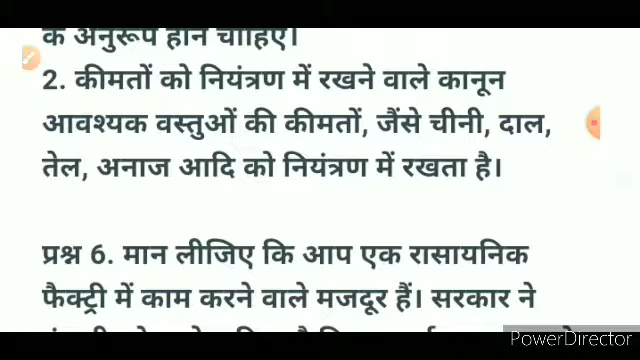 के अनुरूप होने चाहिए।
2. कीमतों को नियंत्रण में रखने वाले कानून
आवश्यक वस्तुओं की कीमतों, जैंसे चीनी, दाल,
तेल, अनाज आदि को नियंत्रण में रखता है।
प्रश्न 6. मान लीजिए कि आप एक रासायनिक
फैक्ट्री में काम करने वाले मजदूर हैं। सरकार ने
PowerDirector